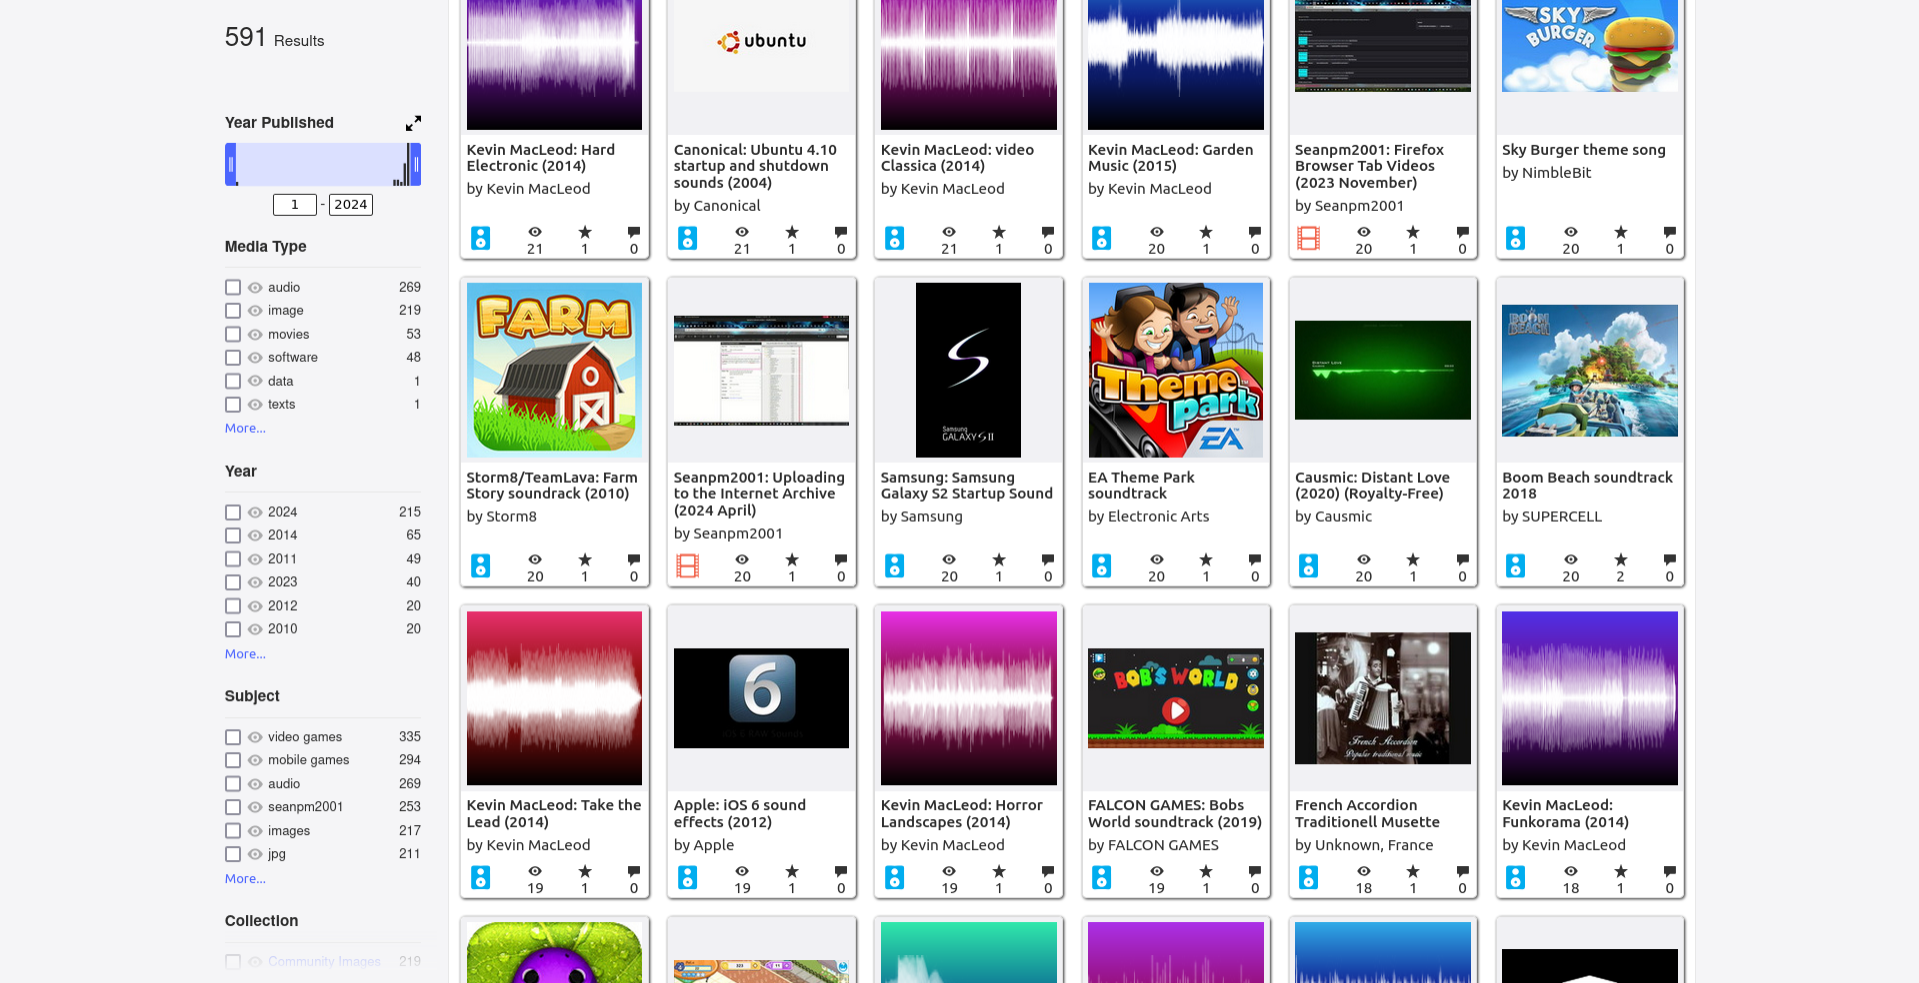 591 Results
Year Published
1 - 2024
Media Type
audio 269
image 219
movies 53
software 48
data 1
texts 1
More...
Year
2024 215
2014 65
2011 49
2023 40
2012 20
2010 20
More...
Subject
video games 335
mobile games 294
audio 269
seanpm2001 253
images 217
jpg 211
More...
Collection
Community Images 219
ubuntu
SKY
BURGER
Kevin MacLeod: Hard
Electronic (2014)
by Kevin MacLeod
21 1 0
Canonical: Ubuntu 4.10
startup and shutdown
sounds (2004)
by Canonical
21 1 0
Kevin MacLeod: video
Classica (2014)
by Kevin MacLeod
21 1 0
Kevin MacLeod: Garden
Music (2015)
by Kevin MacLeod
20 1 0
Seanpm2001: Firefox
Browser Tab Videos
(2023 November)
by Seanpm2001
20 1 0
Sky Burger theme song
by NimbleBit
20 1 0
FARM
Storm8/TeamLava: Farm
Story soundrack (2010)
by Storm8
20 1 0
Seanpm2001: Uploading
to the Internet Archive
(2024 April)
by Seanpm2001
20 1 0
Samsung
GALAXY S II
Samsung: Samsung
Galaxy S2 Startup Sound
by Samsung
20 1 0
Theme
park
EA
EA Theme Park
soundtrack
by Electronic Arts
20 1 0
DISTANT LOVE
Causmic: Distant Love
(2020) (Royalty-Free)
by Causmic
20 1 0
BOOM
BEACH
Boom Beach soundtrack
2018
by SUPERCELL
20 2 0
Kevin MacLeod: Take the
Lead (2014)
by Kevin MacLeod
19 1 0
6
iOS 6 RAW Sounds
Apple: iOS 6 sound
effects (2012)
by Apple
19 1 0
Kevin MacLeod: Horror
Landscapes (2014)
by Kevin MacLeod
19 1 0
BOB'S WORLD
FALCON GAMES: Bobs
World soundtrack (2019)
by FALCON GAMES
19 1 0
French Accordion
Popular traditional music
French Accordion
Traditionell Musette
by Unknown, France
18 1 0
Kevin MacLeod:
Funkorama (2014)
by Kevin MacLeod
18 1 0